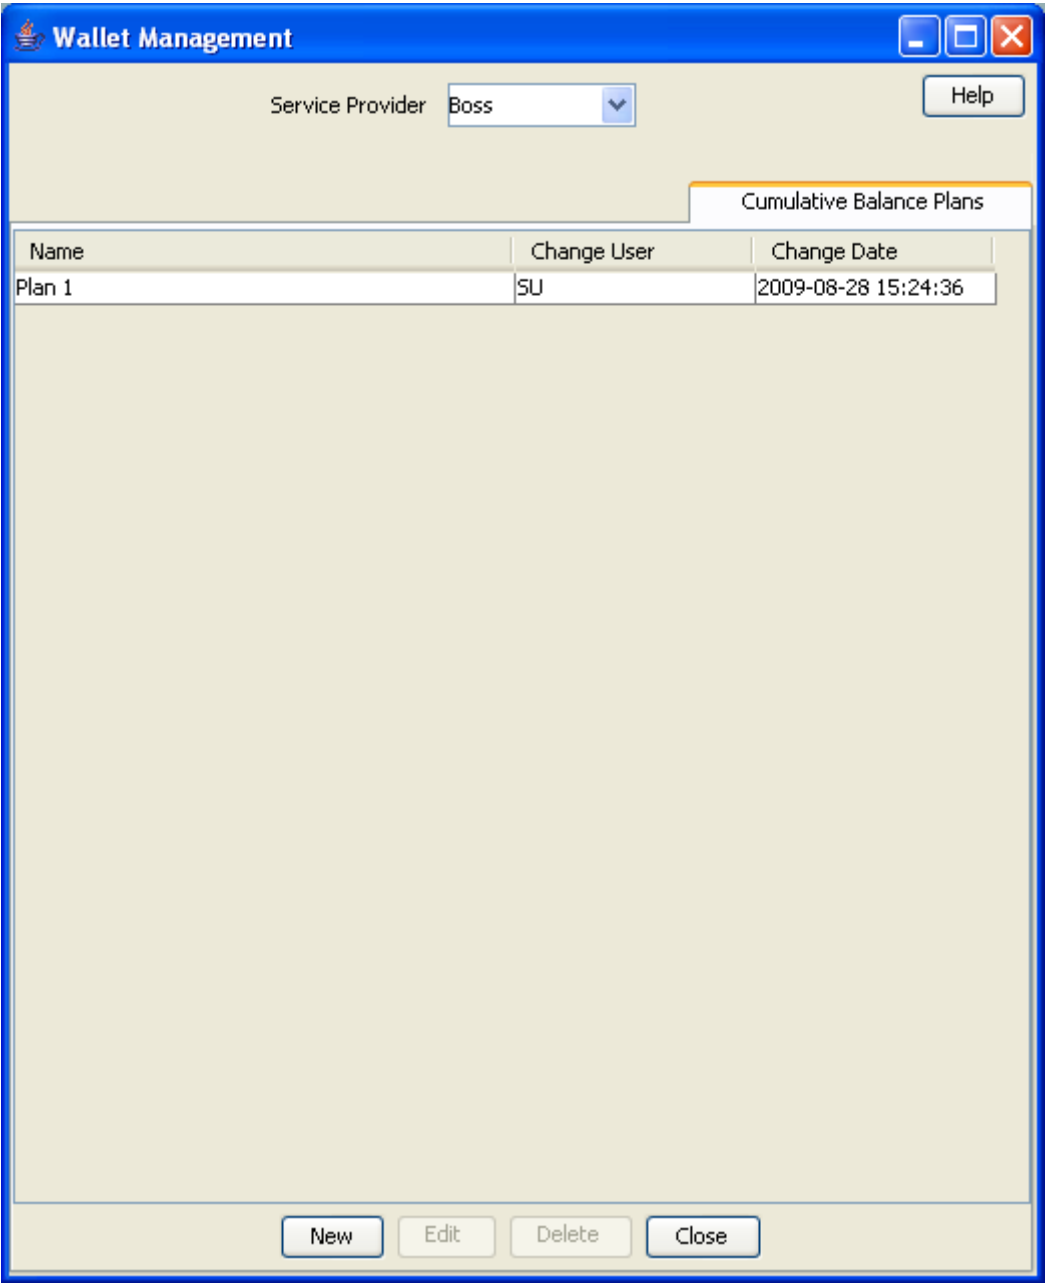 Wallet Management
Service Provider Boss Help
Cumulative Balance Plans
Name Change User Change Date
Plan 1 SU 2009-08-28 15:24:36
New Edit Delete Close